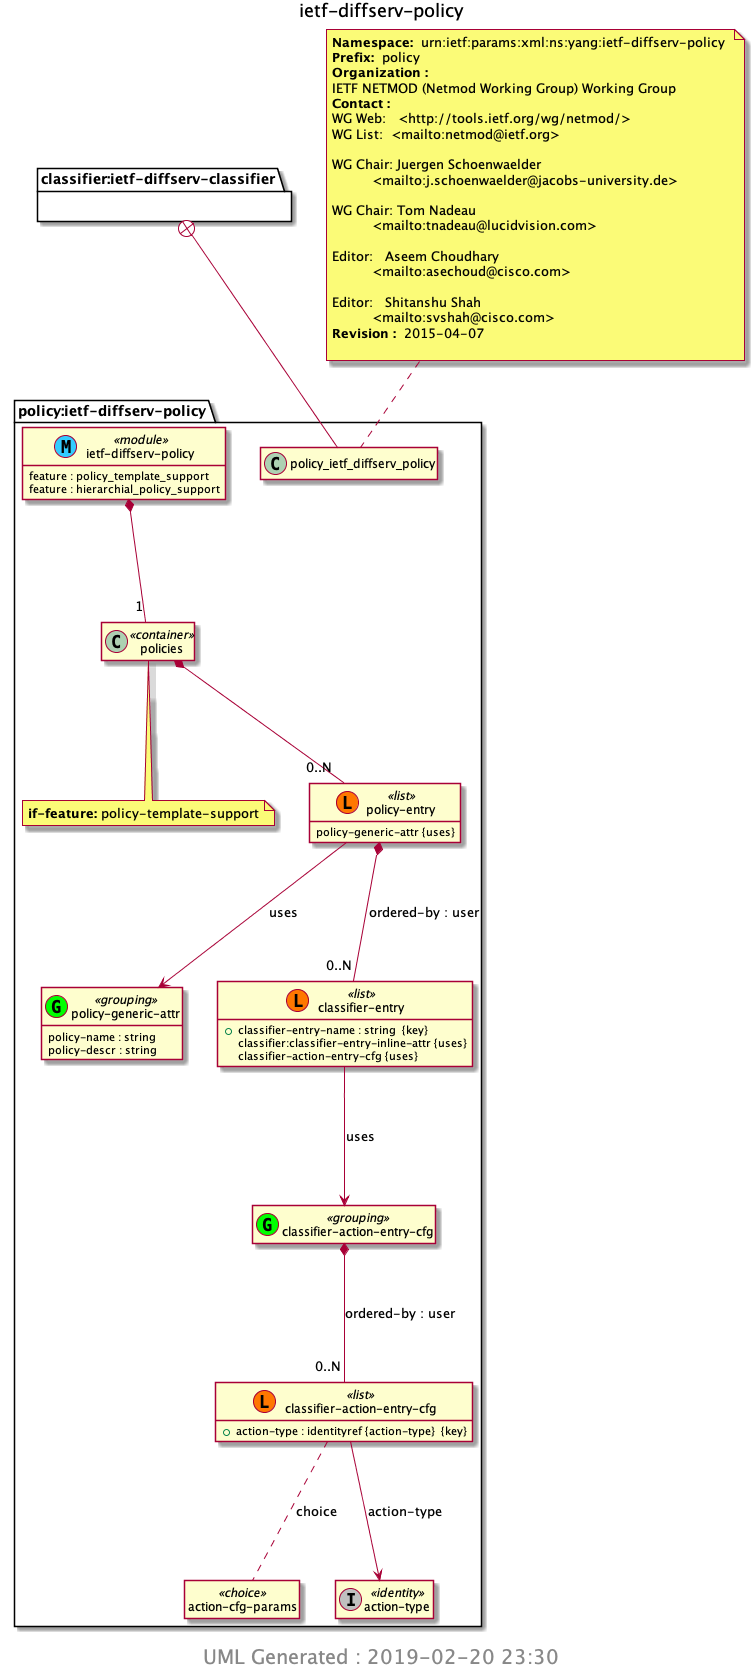 ietf-diffserv-policy
Namespace: urn:ietf:params:xml:ns:yang:ietf-diffserv-policy
Prefix: policy
Organization :
IETF NETMOD (Netmod Working Group) Working Group
Contact :
WG Web: <http://tools.ietf.org/wg/netmod/>
WG List: <mailto:netmod@ietf.org>
WG Chair: Juergen Schoenwaelder
<mailto:j.schoenwaelder@jacobs-university.de>
WG Chair: Tom Nadeau
<mailto:tnadeau@lucidvision.com>
Editor: Aseem Choudhary
<mailto:asechoud@cisco.com>
Editor: Shitanshu Shah
<mailto:svshah@cisco.com>
Revision : 2015-04-07
classifier:ietf-diffserv-classifier
policy:ietf-diffserv-policy
M
«module»
ietf-diffserv-policy
feature : policy_template_support
feature : hierarchial_policy_support
C policy_ietf_diffserv_policy
1
C
«container»
policies
if-feature: policy-template-support
0..N
L
«list»
policy-entry
policy-generic-attr {uses}
uses
ordered-by : user
0..N
G
«grouping»
policy-generic-attr
policy-name : string
policy-descr : string
L
«list»
classifier-entry
classifier-entry-name : string {key}
classifier:classifier-entry-inline-attr {uses}
classifier-action-entry-cfg {uses}
uses
G
«grouping»
classifier-action-entry-cfg
ordered-by : user
0..N
L
«list»
classifier-action-entry-cfg
action-type : identityref {action-type} {key}
choice
action-type
«choice»
action-cfg-params
I
«identity»
action-type
UML Generated : 2019-02-20 23:30